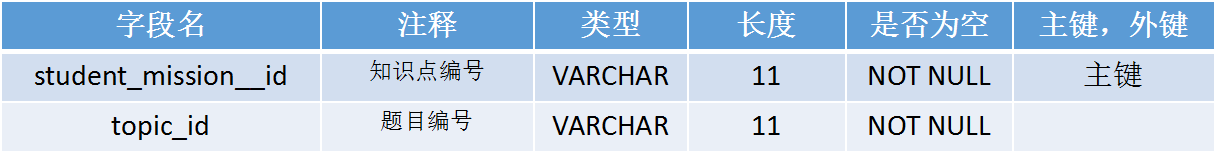 字段名 注释 类型 长度 是否为空 主键，外键
student_mission__id 知识点编号 VARCHAR 11 NOT NULL 主键
topic_id 题目编号 VARCHAR 11 NOT NULL